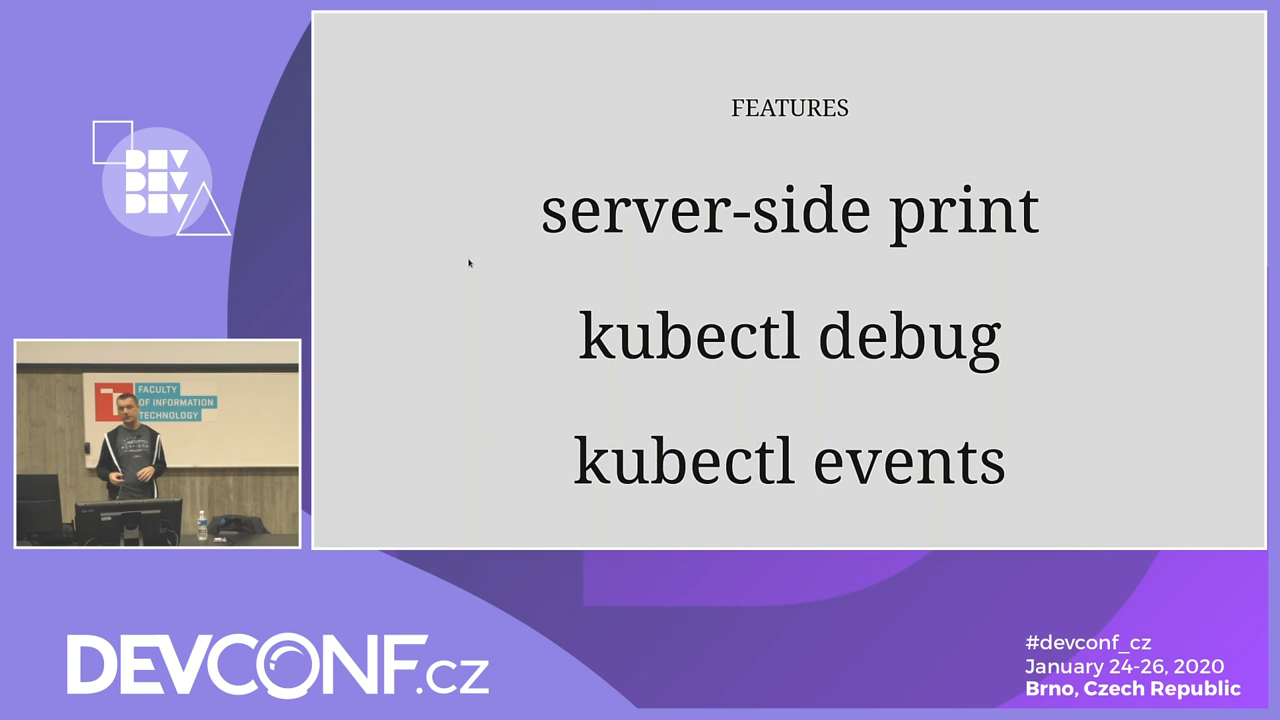 FEATURES
server-side print
kubectl debug
kubectl events
DEV
DEV
DEV
FACULTY
OF INFORMATION
TECHNOLOGY
DEVCONF.cz
#devconf_cz
January 24-26, 2020
Brno, Czech Republic